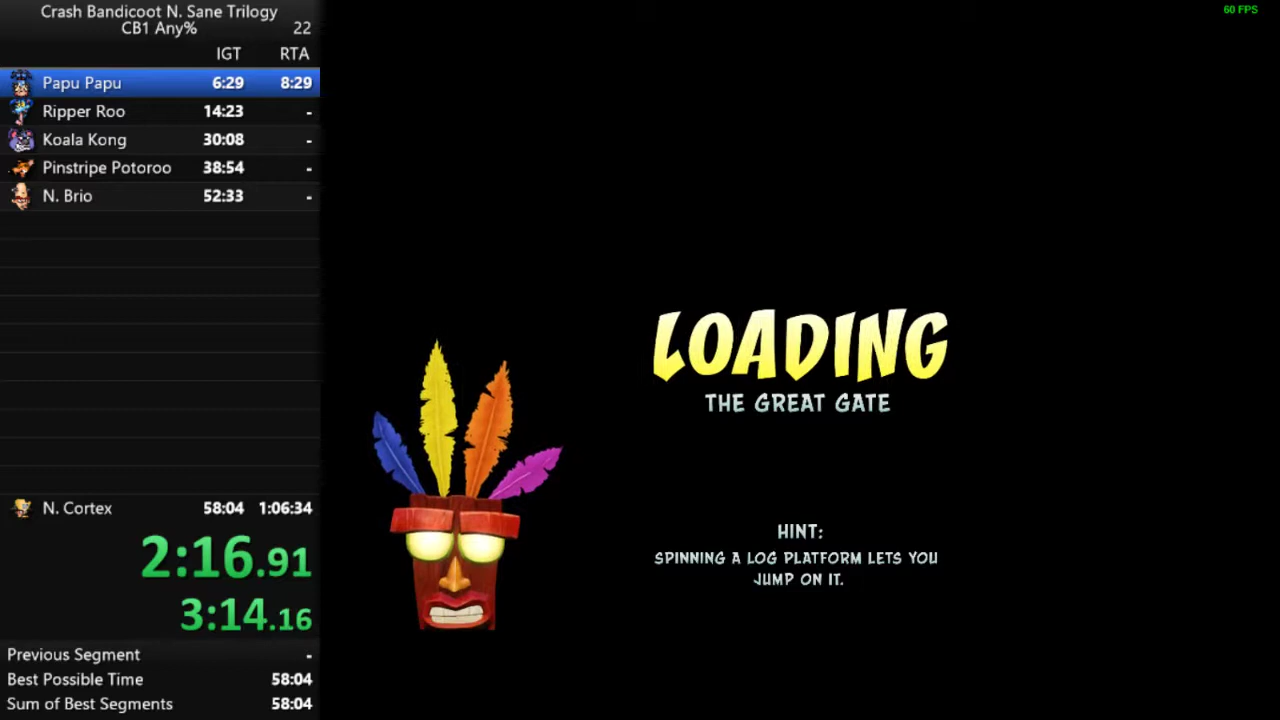 Crash Bandicoot N. Sane Trilogy
CB1 Any% 22
IGT RTA
Papu Papu 6:29 8:29
Ripper Roo 14:23 -
Koala Kong 30:08 -
Pinstripe Potoroo 38:54 -
N. Brio 52:33 -
N. Cortex 58:04 1:06:34
2:16.91
3:14.16
Previous Segment -
Best Possible Time 58:04
Sum of Best Segments 58:04
60 FPS
LOADING
THE GREAT GATE
HINT:
SPINNING A LOG PLATFORM LETS YOU
JUMP ON IT.